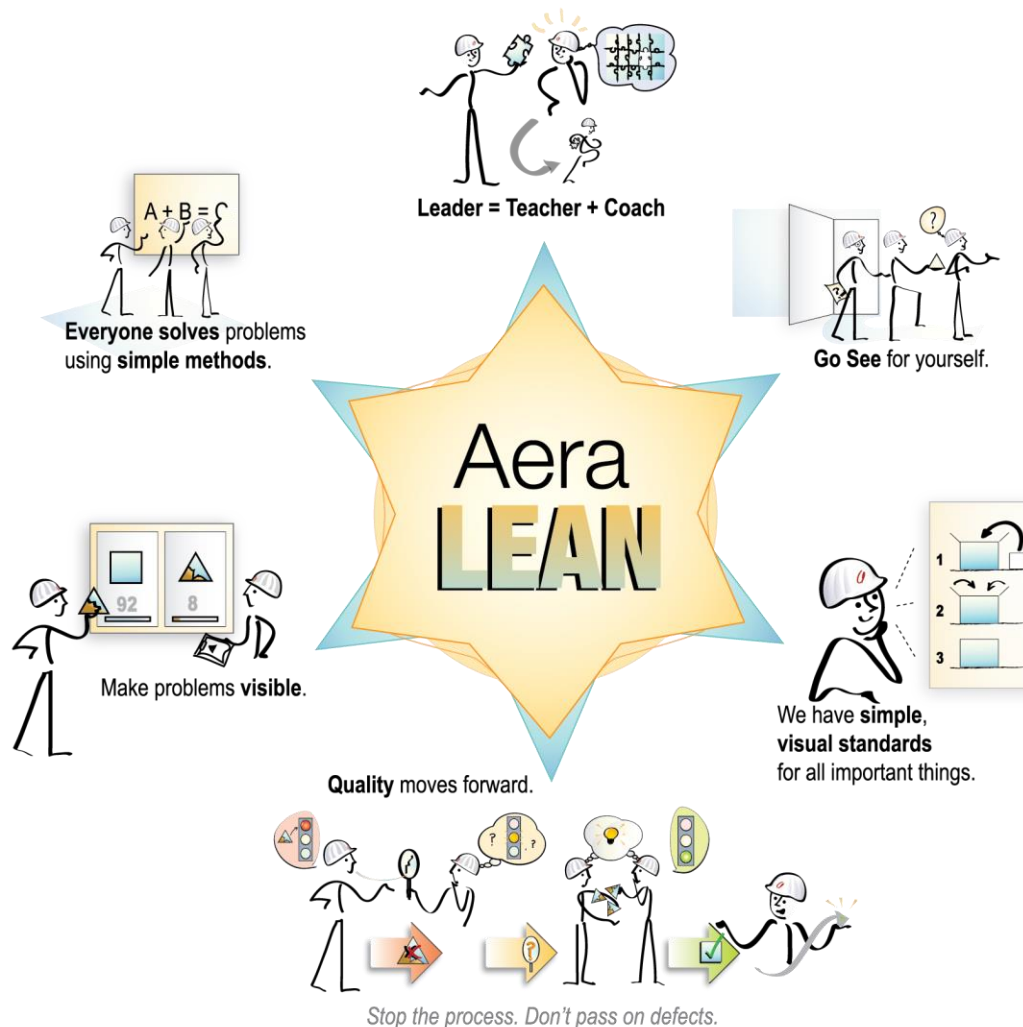 Leader = Teacher + Coach
A + B = C
Everyone solves problems
using simple methods.
?
?
Go See for yourself.
Aera
LEAN
92
8
Make problems visible.
1
2
3
We have simple,
visual standards
for all important things.
Quality moves forward.
?
?
?
Stop the process. Don't pass on defects.